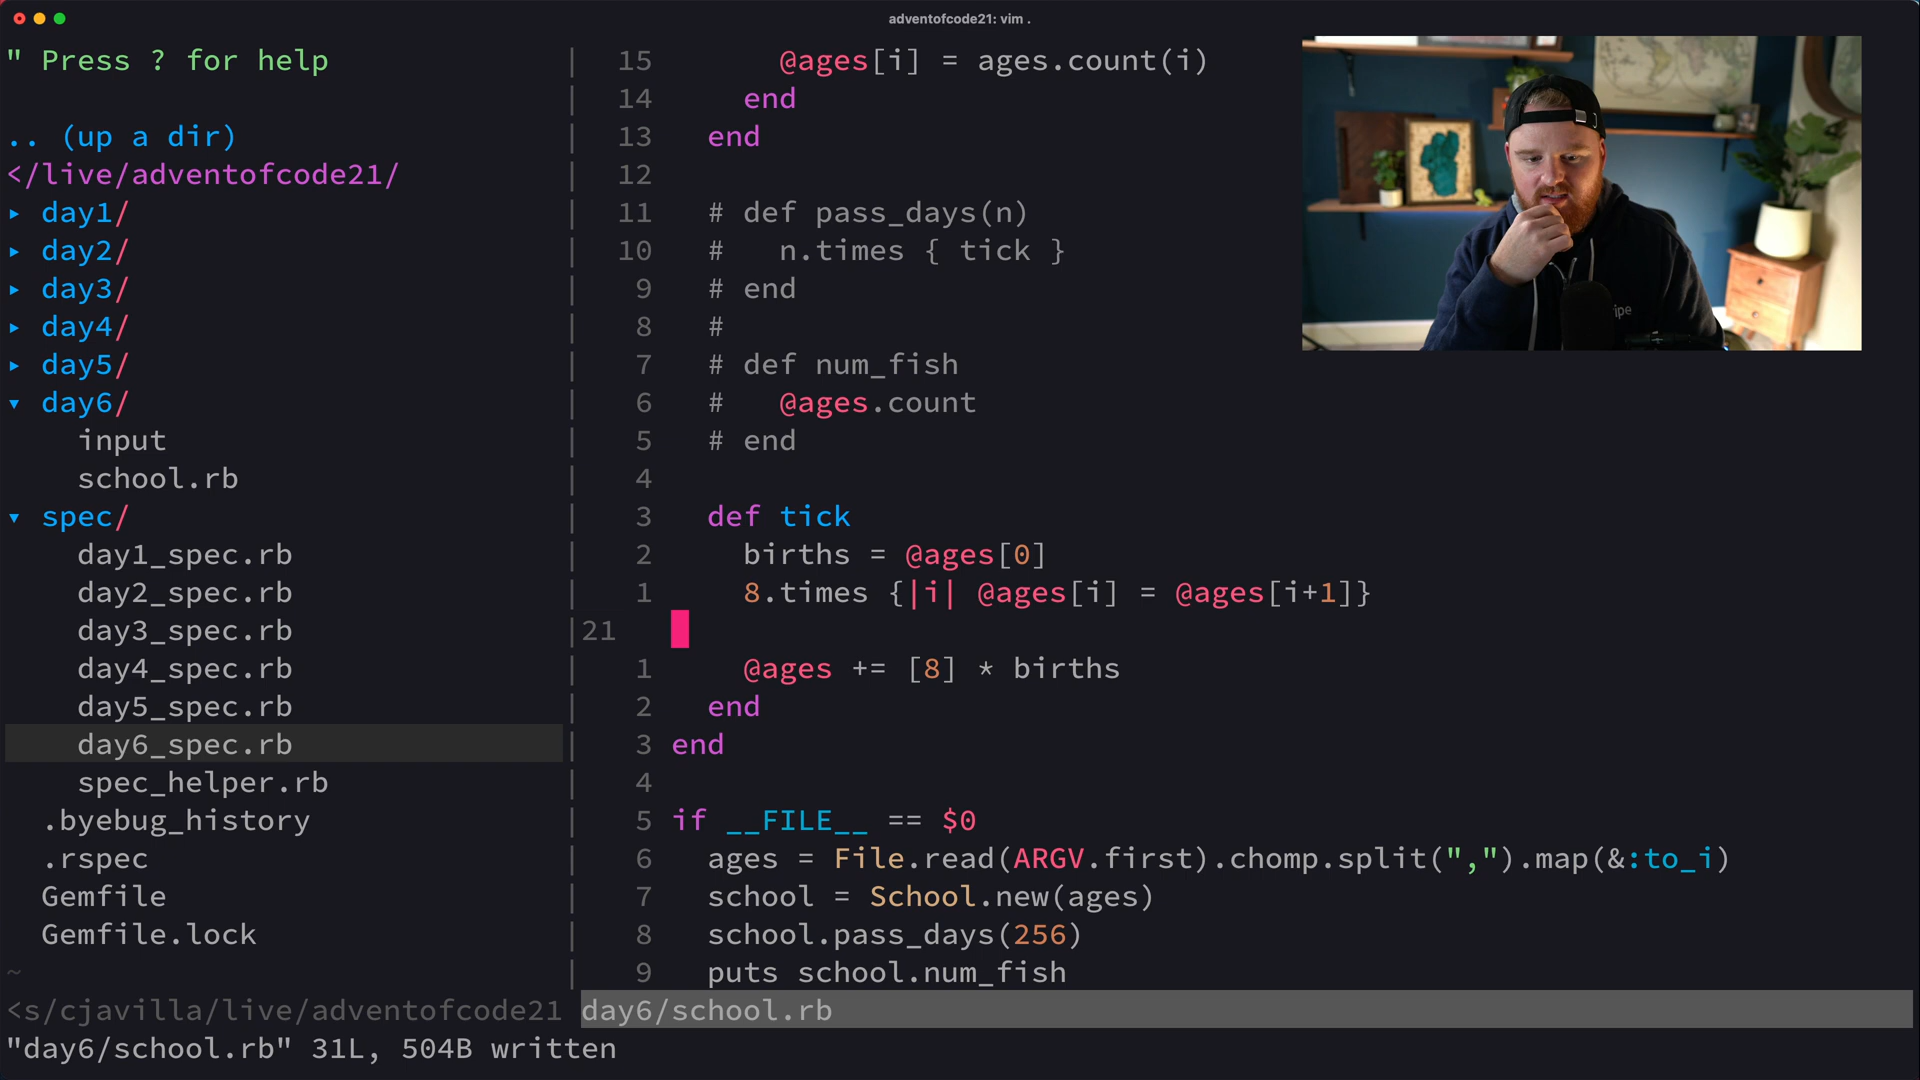 adventofcode21: vim .
" Press ? for help
.. (up a dir)
</live/adventofcode21/
▸ day1/
▸ day2/
▸ day3/
▸ day4/
▸ day5/
▾ day6/
input
school.rb
▾ spec/
day1_spec.rb
day2_spec.rb
day3_spec.rb
day4_spec.rb
day5_spec.rb
day6_spec.rb
spec_helper.rb
.byebug_history
.rspec
Gemfile
Gemfile.lock
~
<s/cjavilla/live/adventofcode21
15 @ages[i] = ages.count(i)
14 end
13 end
12
11 # def pass_days(n)
10 # n.times { tick }
9 # end
8 #
7 # def num_fish
6 # @ages.count
5 # end
4
3 def tick
2 births = @ages[0]
1 8.times {|i| @ages[i] = @ages[i+1]}
21
1 @ages += [8] * births
2 end
3 end
4
5 if __FILE__ == $0
6 ages = File.read(ARGV.first).chomp.split(",").map(&:to_i)
7 school = School.new(ages)
8 school.pass_days(256)
9 puts school.num_fish
day6/school.rb
"day6/school.rb" 31L, 504B written
ipe